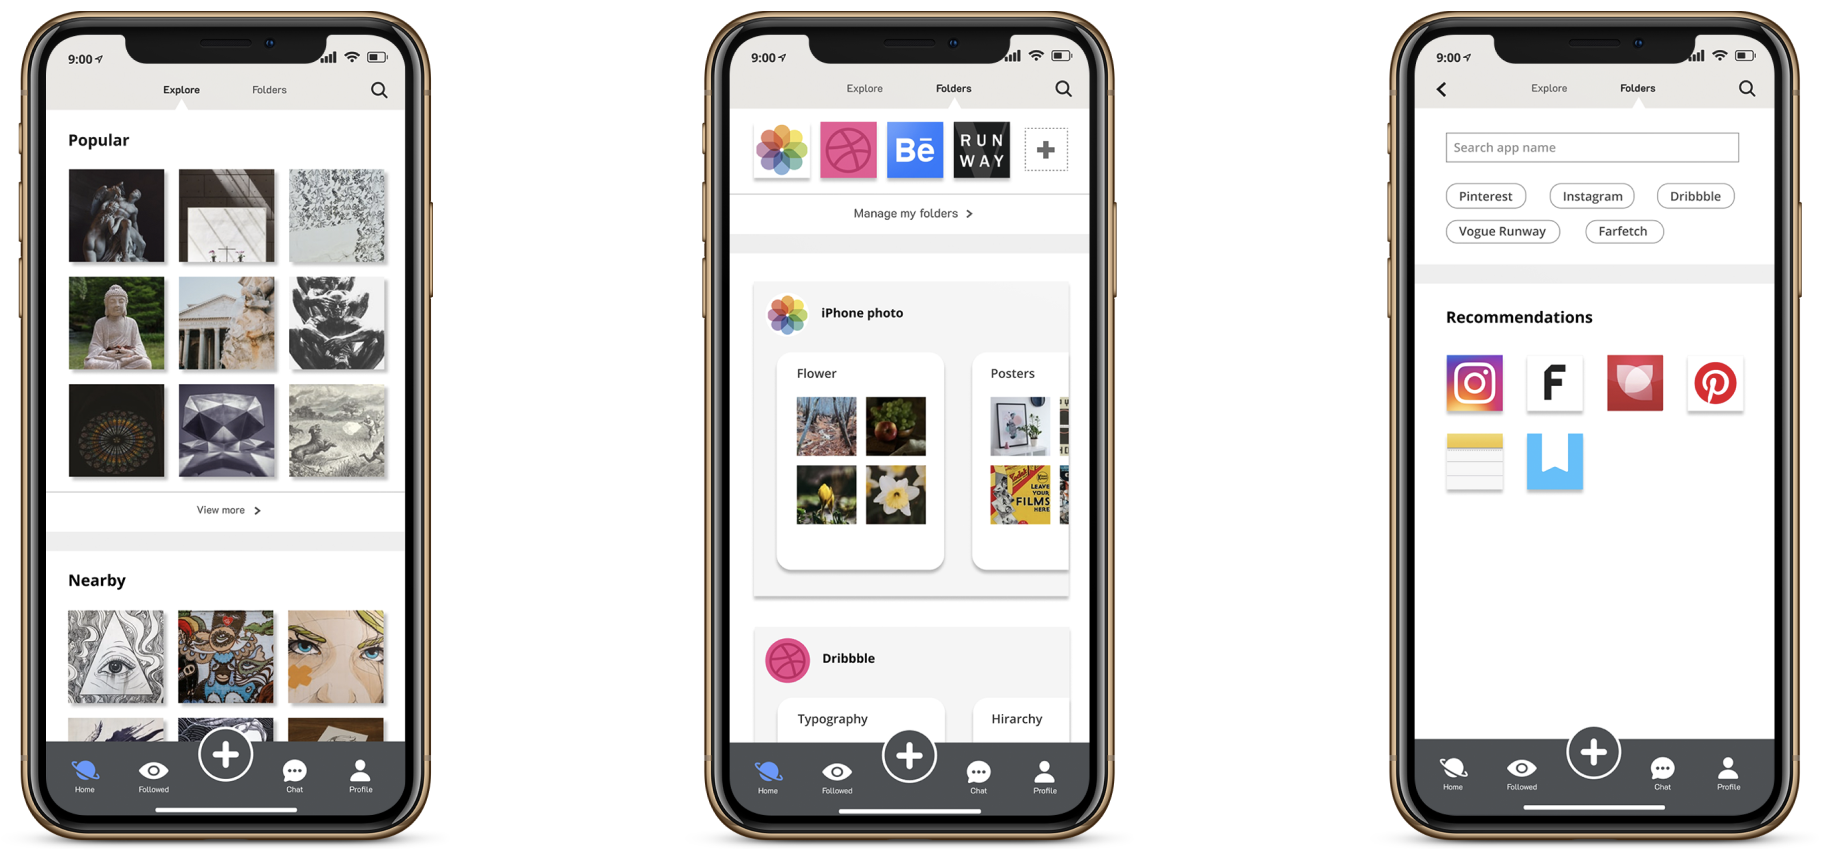 9:00
Explore
Folders
Popular
View more
Nearby
Home
Followed
Chat
Profile
9:00
Explore
Folders
Bē
RUN
WAY
Manage my folders
iPhone photo
Flower
Posters
Kodak
LEAVE
YOUR
FILMS
HERE
Dribbble
Typography
Hirarchy
Home
Followed
Chat
Profile
9:00
Explore
Folders
Search app name
Pinterest
Instagram
Dribbble
Vogue Runway
Farfetch
Recommendations
F
Home
Followed
Chat
Profile